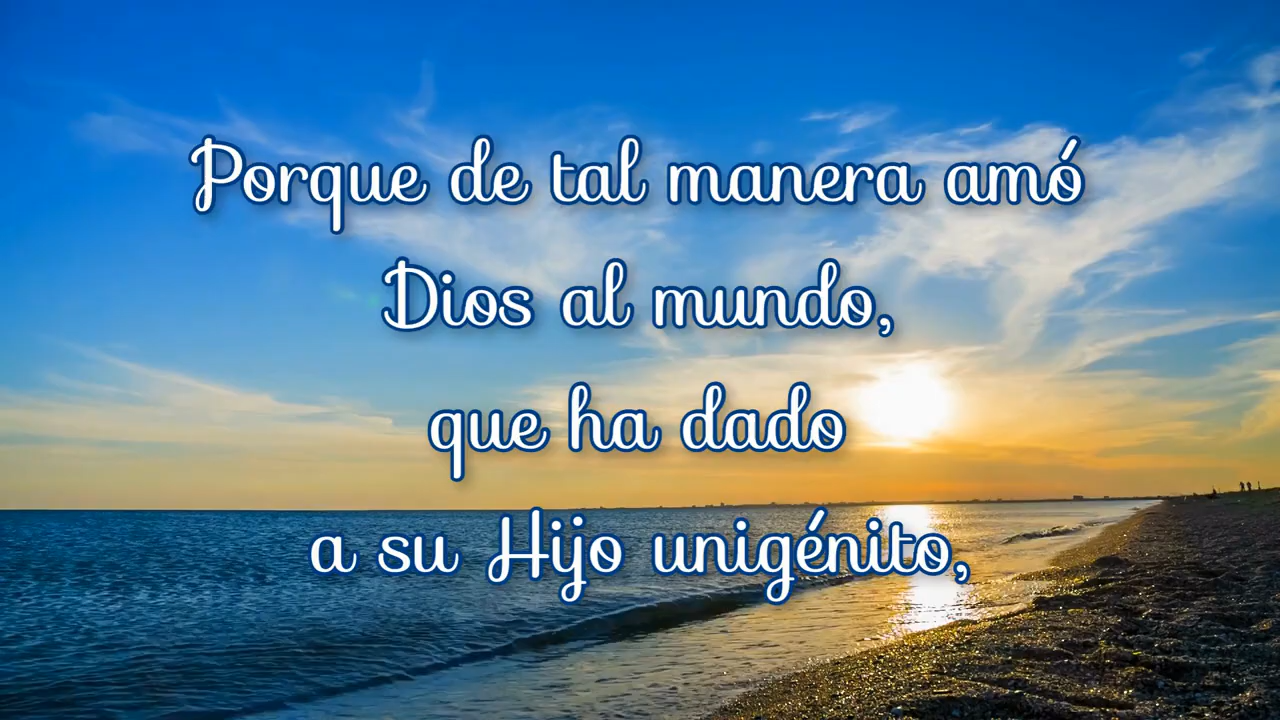 Porque de tal manera amó
Dios al mundo,
que ha dado
a su Hijo unigénito,